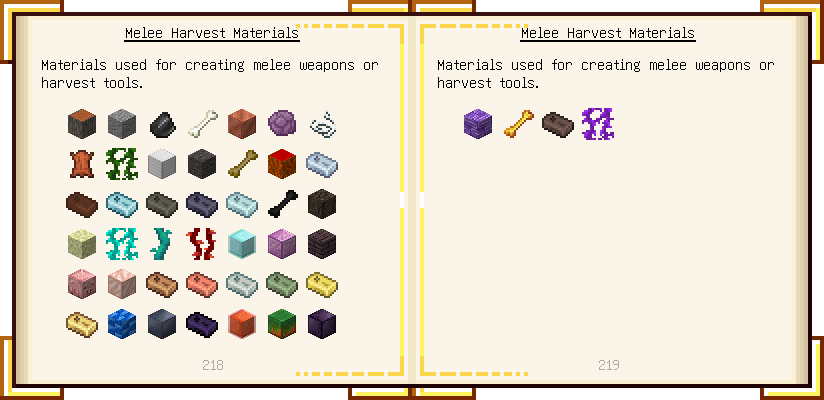 Melee Harvest Materials
Materials used for creating melee weapons or
harvest tools.
218
Melee Harvest Materials
Materials used for creating melee weapons or
harvest tools.
219